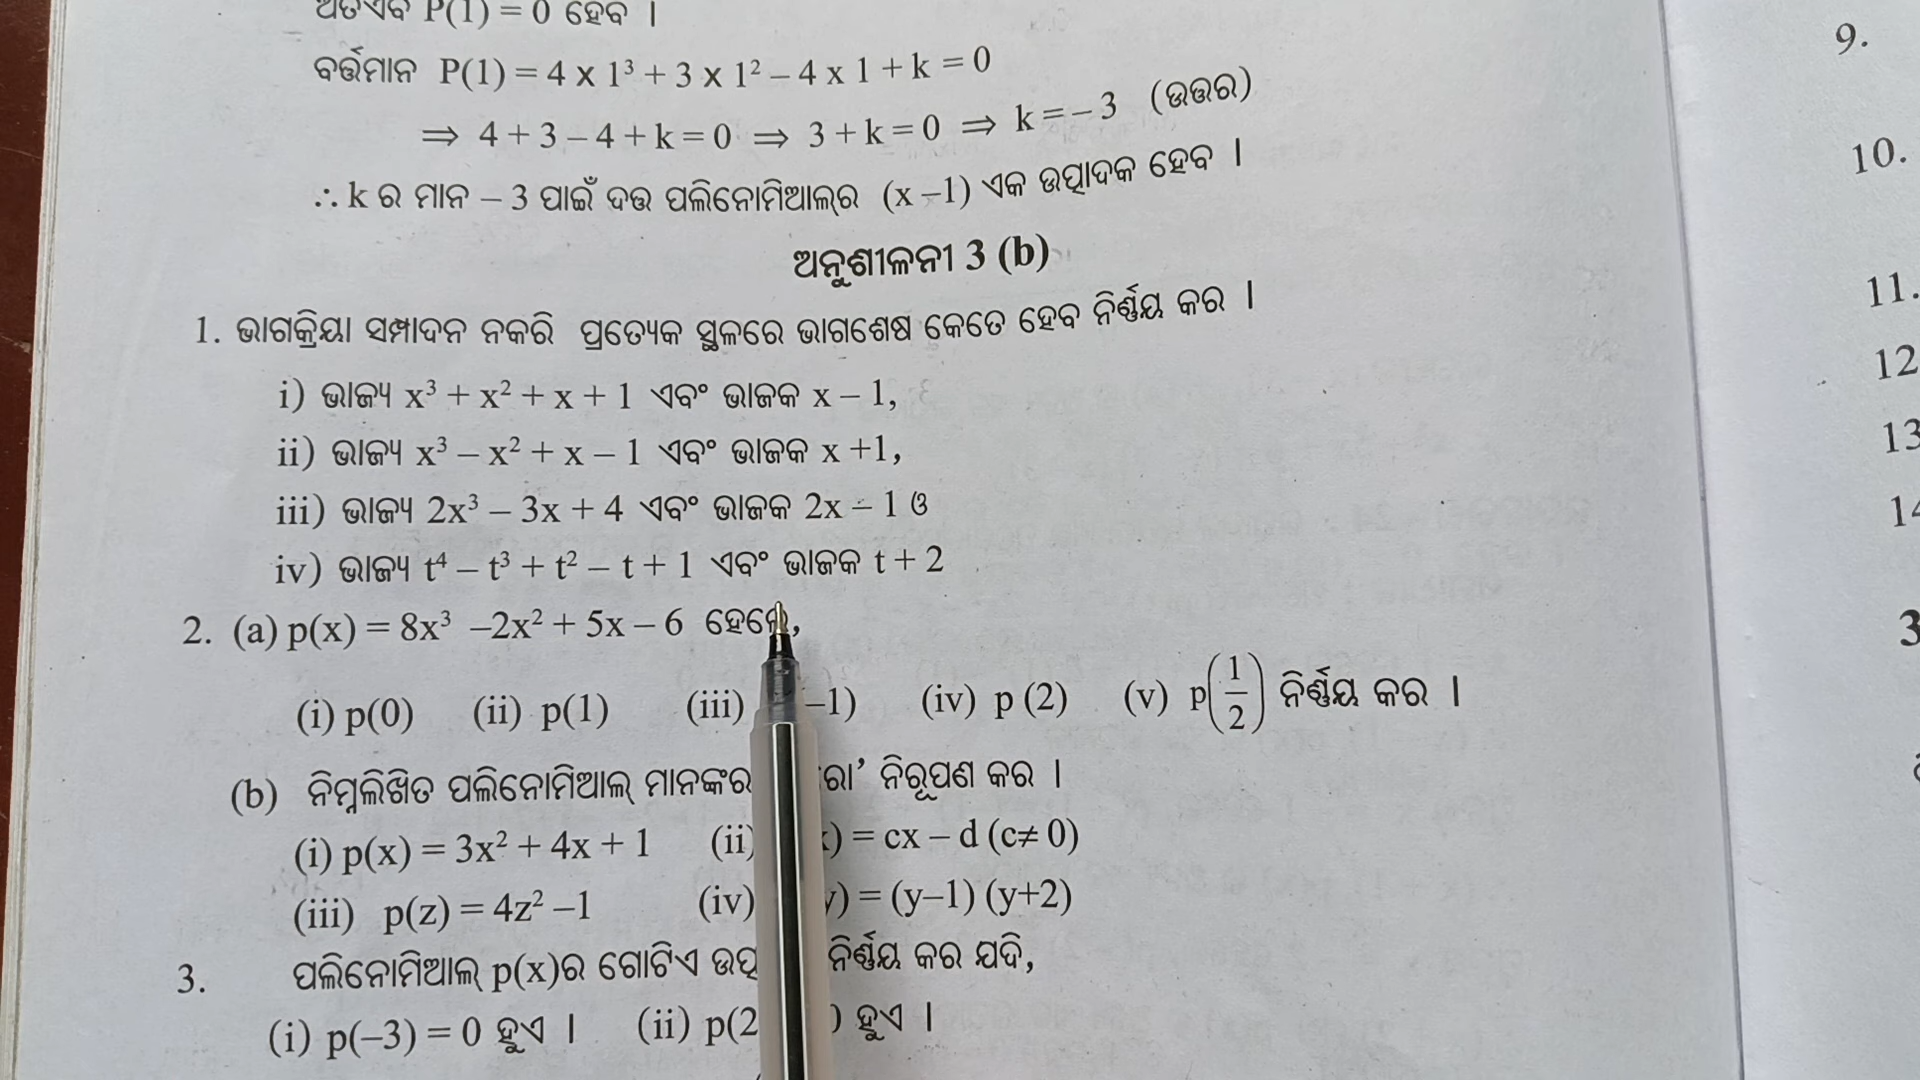 ଅତଏବ P(1) = 0 ହେବ ।
ବର୍ତ୍ତମାନ P(1) = 4 x 1³ + 3 x 1² – 4 x 1 + k = 0
⇒ 4 + 3 – 4 + k = 0 ⇒ 3 + k = 0 ⇒ k = – 3 (ଉତ୍ତର)
∴ k ର ମାନ – 3 ପାଇଁ ଦତ୍ତ ପଲିନୋମିଆଲ୍‌ର (x –1) ଏକ ଉତ୍ପାଦକ ହେବ ।
ଅନୁଶୀଳନୀ 3 (b)
1. ଭାଗକ୍ରିୟା ସମ୍ପାଦନ ନକରି ପ୍ରତ୍ୟେକ ସ୍ଥଳରେ ଭାଗଶେଷ କେତେ ହେବ ନିର୍ଣ୍ଣୟ କର ।
i) ଭାଜ୍ୟ x³ + x² + x + 1 ଏବଂ ଭାଜକ x – 1,
ii) ଭାଜ୍ୟ x³ – x² + x – 1 ଏବଂ ଭାଜକ x +1,
iii) ଭାଜ୍ୟ 2x³ – 3x + 4 ଏବଂ ଭାଜକ 2x – 1 ଓ
iv) ଭାଜ୍ୟ t⁴ – t³ + t² – t + 1 ଏବଂ ଭାଜକ t + 2
2. (a) p(x) = 8x³ –2x² + 5x – 6 ହେଲେ,
(i) p(0) (ii) p(1) (iii) –1) (iv) p (2) (v) p(1/2) ନିର୍ଣ୍ଣୟ କର ।
(b) ନିମ୍ନଲିଖିତ ପଲିନୋମିଆଲ୍ ମାନଙ୍କର ରୋ’ ନିରୂପଣ କର ।
(i) p(x) = 3x² + 4x + 1 (ii) ) = cx – d (c≠ 0)
(iii) p(z) = 4z² –1 (iv) y) = (y–1) (y+2)
3. ପଲିନୋମିଆଲ୍ p(x)ର ଗୋଟିଏ ନିର୍ଣ୍ଣୟ କର ଯଦି,
(i) p(–3) = 0 ହୁଏ । (ii) p(2 ) ହୁଏ ।
9.
10.
11.
12
13
14
3